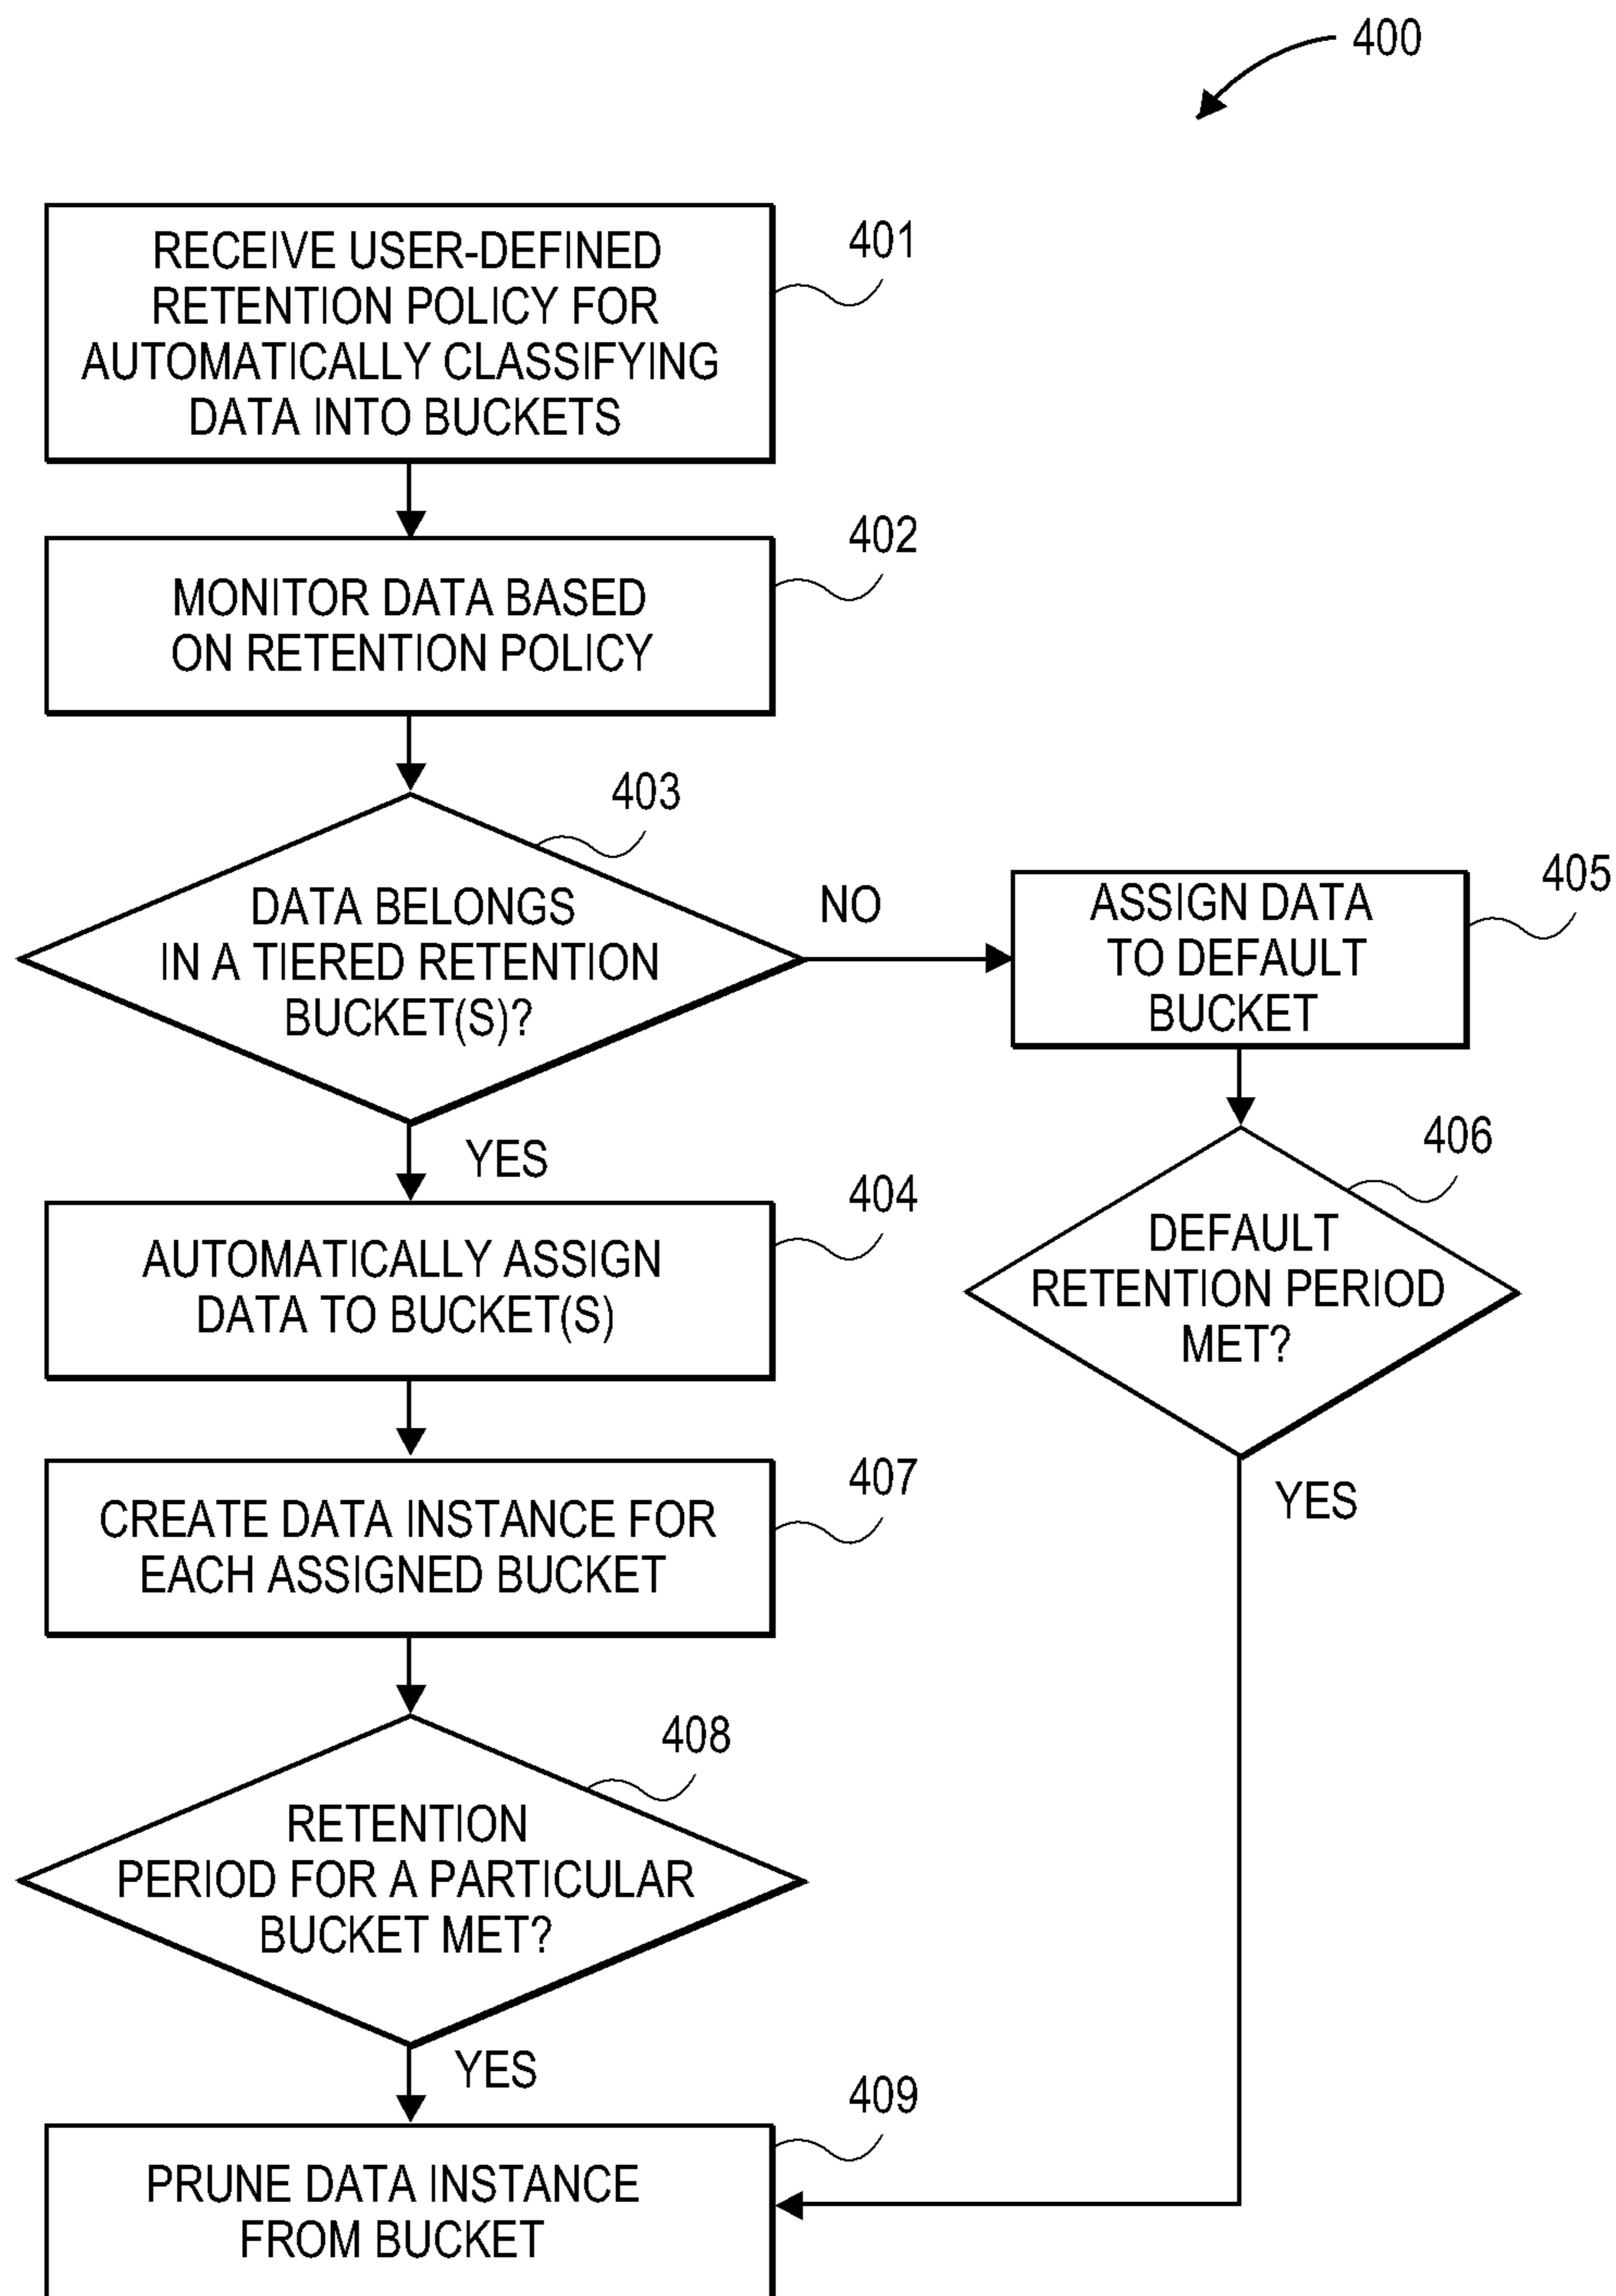 400
RECEIVE USER-DEFINED
RETENTION POLICY FOR
AUTOMATICALLY CLASSIFYING
DATA INTO BUCKETS
401
MONITOR DATA BASED
ON RETENTION POLICY
402
403
DATA BELONGS
IN A TIERED RETENTION
BUCKET(S)?
NO
ASSIGN DATA
TO DEFAULT
BUCKET
405
YES
406
DEFAULT
RETENTION PERIOD
MET?
YES
AUTOMATICALLY ASSIGN
DATA TO BUCKET(S)
404
CREATE DATA INSTANCE FOR
EACH ASSIGNED BUCKET
407
408
RETENTION
PERIOD FOR A PARTICULAR
BUCKET MET?
YES
PRUNE DATA INSTANCE
FROM BUCKET
409